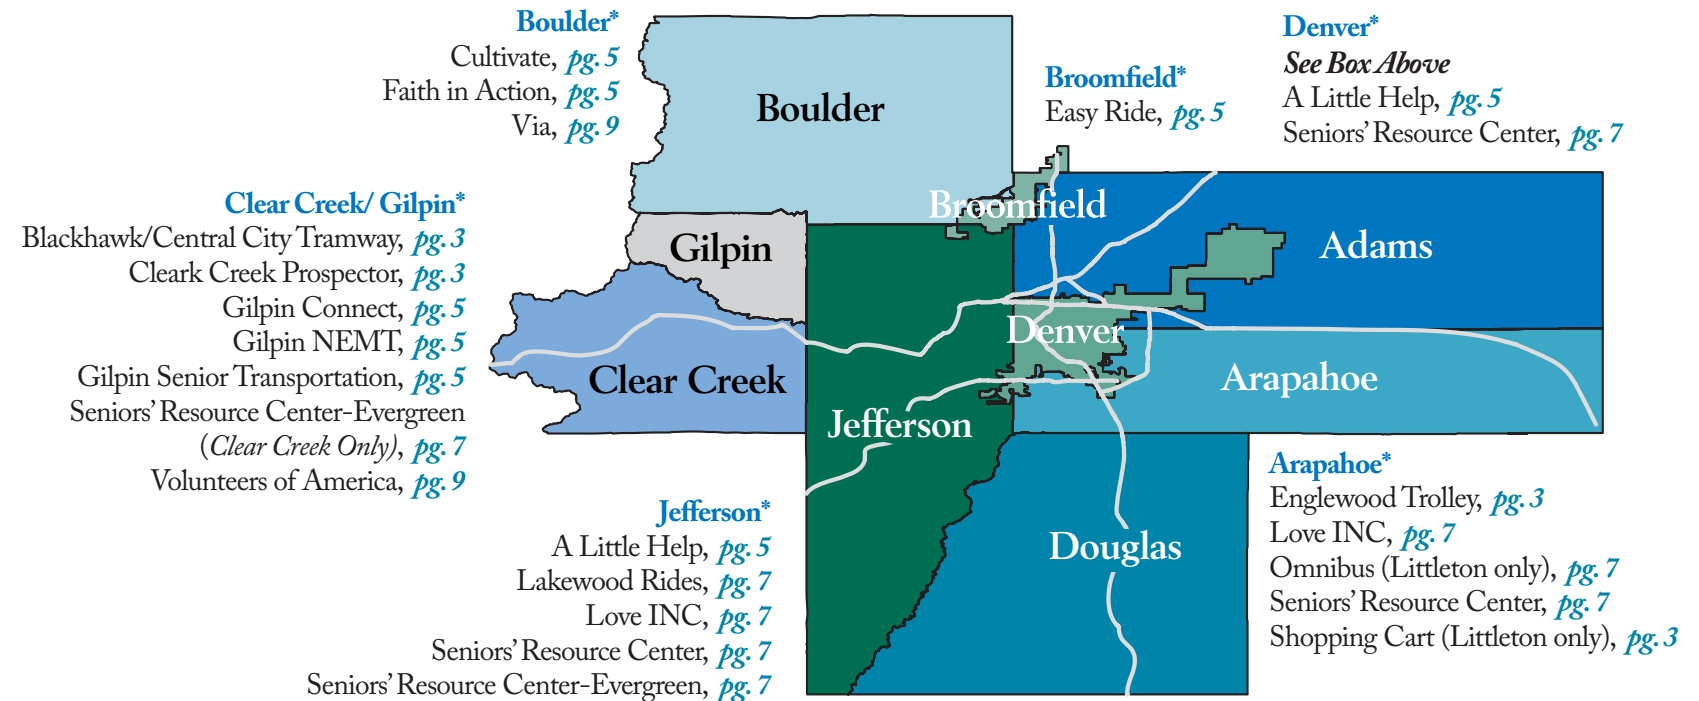 Boulder*
Cultivate, pg. 5
Faith in Action, pg. 5
Via, pg. 9
Broomfield*
Easy Ride, pg. 5
Denver*
See Box Above
A Little Help, pg. 5
Seniors' Resource Center, pg. 7
Clear Creek/ Gilpin*
Blackhawk/Central City Tramway, pg. 3
Cleark Creek Prospector, pg. 3
Gilpin Connect, pg. 5
Gilpin NEMT, pg. 5
Gilpin Senior Transportation, pg. 5
Seniors' Resource Center-Evergreen
(Clear Creek Only), pg. 7
Volunteers of America, pg. 9
Boulder
Broomfield
Gilpin
Adams
Denver
Clear Creek
Arapahoe
Jefferson
Douglas
Jefferson*
A Little Help, pg. 5
Lakewood Rides, pg. 7
Love INC, pg. 7
Seniors' Resource Center, pg. 7
Seniors' Resource Center-Evergreen, pg. 7
Arapahoe*
Englewood Trolley, pg. 3
Love INC, pg. 7
Omnibus (Littleton only), pg. 7
Seniors' Resource Center, pg. 7
Shopping Cart (Littleton only), pg. 3